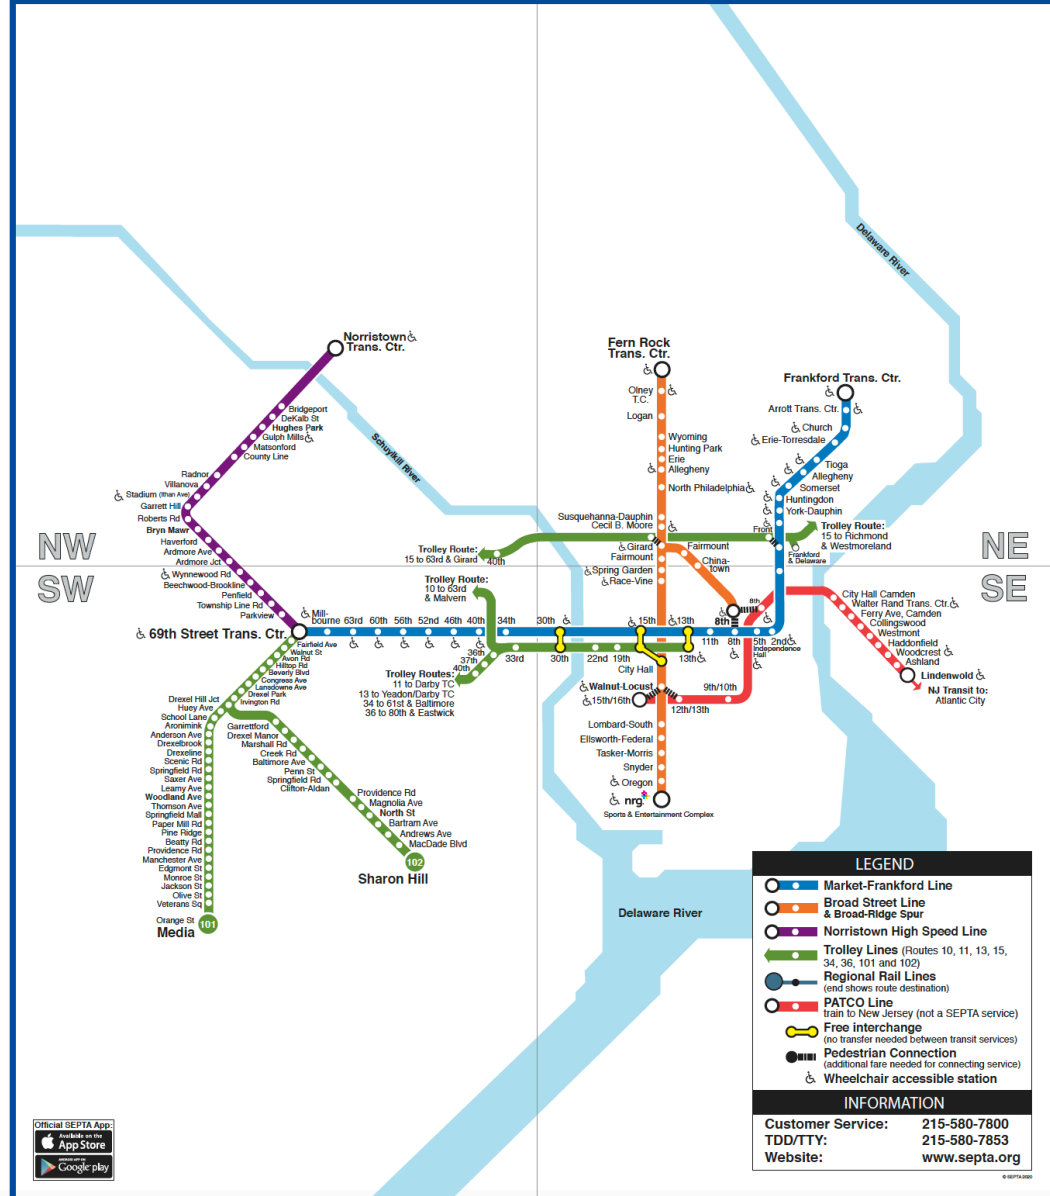 Delaware River
Norristown
Trans. Ctr.
Bridgeport
DeKalb St
Hughes Park
Gulph Mills
Matsonford
County Line
Radnor
Villanova
Stadium (Ithan Ave)
Garrett Hill
Roberts Rd
Bryn Mawr
Haverford
Ardmore Ave
Ardmore Jct
Wynnewood Rd
Beechwood-Brookline
Penfield
Township Line Rd
Parkview
Schuylkill River
Fern Rock
Trans. Ctr.
Olney
T.C.
Logan
Wyoming
Hunting Park
Erie
Allegheny
North Philadelphia
Susquehanna-Dauphin
Cecil B. Moore
Girard
Fairmount
Spring Garden
Race-Vine
Fairmount
China-
town
8th
Frankford Trans. Ctr.
Arrott Trans. Ctr.
Church
Erie-Torresdale
Tioga
Allegheny
Somerset
Huntingdon
York-Dauphin
Front
Frankford
& Delaware
Trolley Route:
15 to Richmond
& Westmoreland
Trolley Route:
15 to 63rd & Girard
40th
NW
SW
NE
SE
Trolley Route:
10 to 63rd
& Malvern
69th Street Trans. Ctr.
Mill-
bourne
63rd
60th
56th
52nd
46th
40th
34th
30th
15th
13th
11th
8th
5th
Independence
Hall
2nd
36th
37th
40th
33rd
30th
22nd
19th
13th
City Hall
Trolley Routes:
11 to Darby TC
13 to Yeadon/Darby TC
34 to 61st & Baltimore
36 to 80th & Eastwick
8th
Walnut-Locust
15th/16th
12th/13th
9th/10th
Lombard-South
Ellsworth-Federal
Tasker-Morris
Snyder
Oregon
nrg
Sports & Entertainment Complex
City Hall Camden
Walter Rand Trans. Ctr.
Ferry Ave, Camden
Collingswood
Westmont
Haddonfield
Woodcrest
Ashland
Lindenwold
NJ Transit to:
Atlantic City
Fairfield Ave
Walnut St
Avon Rd
Hilltop Rd
Beverly Blvd
Congress Ave
Lansdowne Ave
Drexel Park
Irvington Rd
Drexel Hill Jct
Huey Ave
School Lane
Aronimink
Anderson Ave
Drexelbrook
Drexeline
Scenic Rd
Springfield Rd
Saxer Ave
Leamy Ave
Woodland Ave
Thomson Ave
Springfield Mall
Paper Mill Rd
Pine Ridge
Beatty Rd
Providence Rd
Manchester Ave
Edgmont St
Monroe St
Jackson St
Olive St
Veterans Sq
Orange St
Media
101
Garrettford
Drexel Manor
Marshall Rd
Creek Rd
Baltimore Ave
Penn St
Springfield Rd
Clifton-Aldan
Providence Rd
Magnolia Ave
North St
Bartram Ave
Andrews Ave
MacDade Blvd
102
Sharon Hill
Delaware River
LEGEND
Market-Frankford Line
Broad Street Line
& Broad-Ridge Spur
Norristown High Speed Line
Trolley Lines (Routes 10, 11, 13, 15,
34, 36, 101 and 102)
Regional Rail Lines
(end shows route destination)
PATCO Line
train to New Jersey (not a SEPTA service)
Free interchange
(no transfer needed between transit services)
Pedestrian Connection
(additional fare needed for connecting service)
Wheelchair accessible station
INFORMATION
Customer Service: 215-580-7800
TDD/TTY: 215-580-7853
Website: www.septa.org
© SEPTA 2020
Official SEPTA App:
Available on the
App Store
ANDROID APP ON
Google play